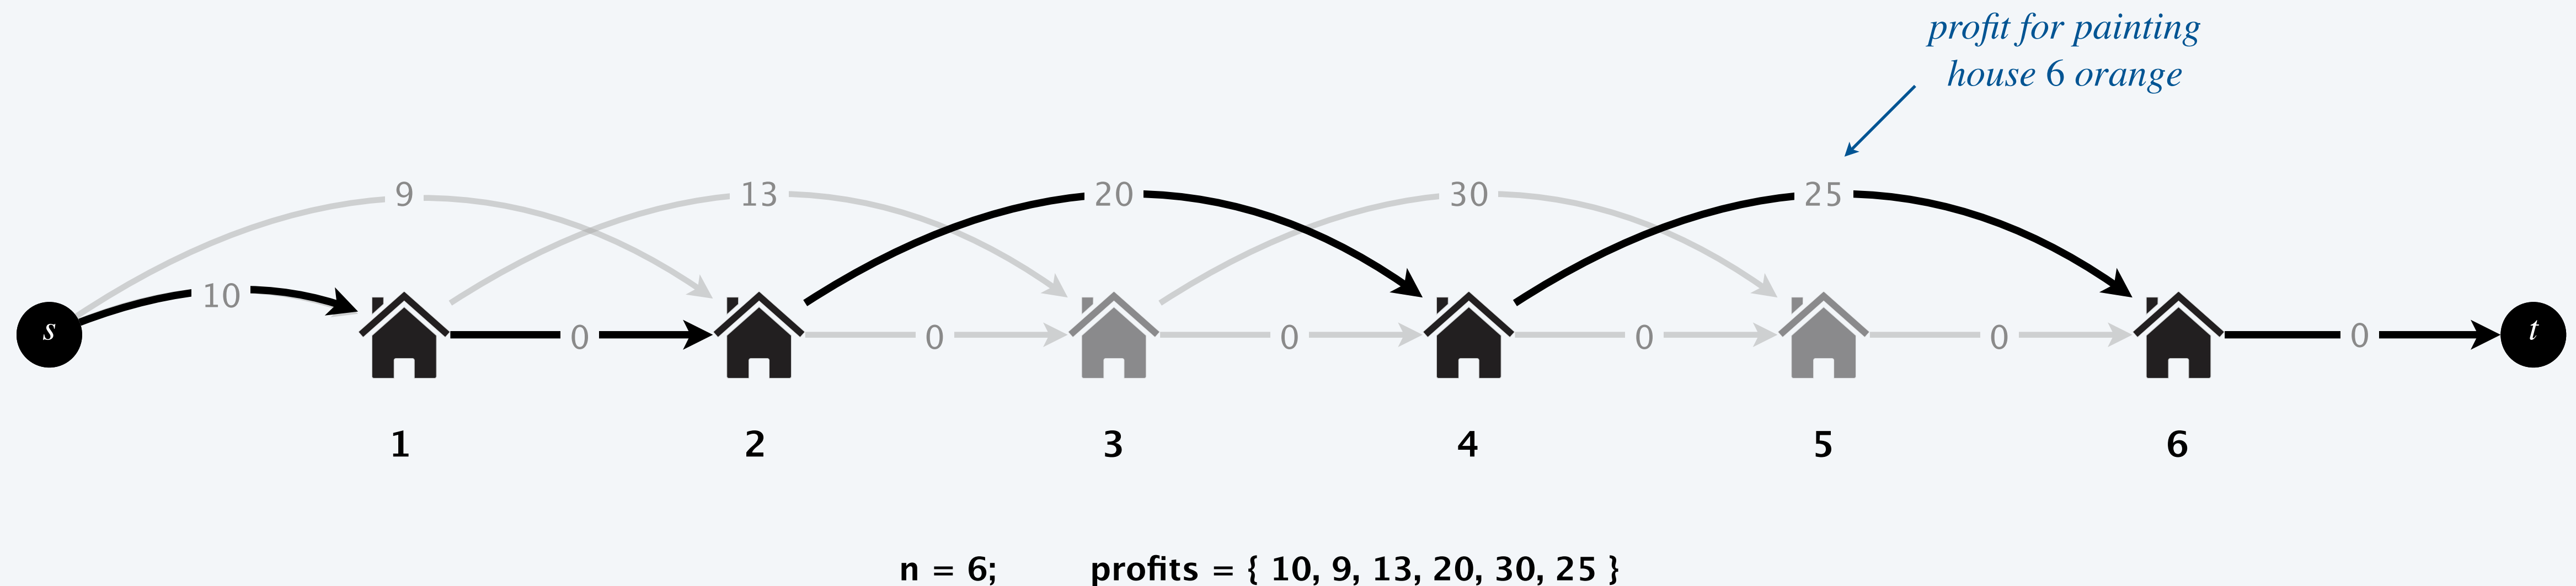 profit for painting
house 6 orange
9 13 20 30 25
10
s 0 0 0 0 0 0 t
1 2 3 4 5 6
n = 6; profits = { 10, 9, 13, 20, 30, 25 }